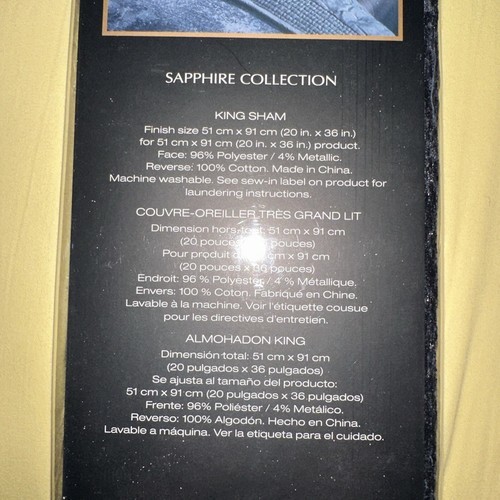 SAPPHIRE COLLECTION
KING SHAM
Finish size 51 cm x 91 cm (20 in. x 36 in.)
for 51 cm x 91 cm (20 in. x 36 in.) product.
Face: 96% Polyester / 4% Metallic.
Reverse: 100% Cotton. Made in China.
Machine washable. See sew-in label on product for
laundering instructions.
COUVRE-OREILLER TRÈS GRAND LIT
Dimension hors-tout: 51 cm x 91 cm
(20 pouces pouces)
Pour produit cm x 91 cm
(20 pouces x 36 pouces)
Endroit: 96 % Polyester / 4 % Métallique.
Envers: 100 % Coton. Fabriqué en Chine.
Lavable à la machine. Voir l'étiquette cousue
pour les directives d'entretien.
ALMOHADON KING
Dimensión total: 51 cm x 91 cm
(20 pulgados x 36 pulgados)
Se ajusta al tamaño del producto:
51 cm x 91 cm (20 pulgados x 36 pulgados)
Frente: 96% Poliéster / 4% Metálico.
Reverso: 100% Algodón. Hecho en China.
Lavable a máquina. Ver la etiqueta para el cuidado.